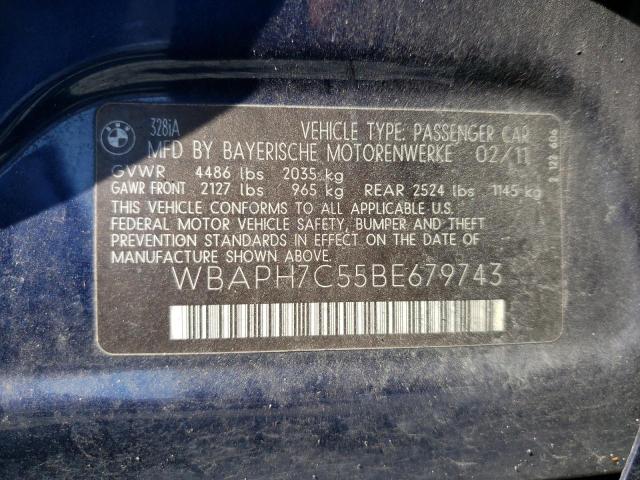 BMW
328iA
VEHICLE TYPE: PASSENGER CAR
MFD BY BAYERISCHE MOTORENWERKE 02/11
GVWR 4486 lbs 2035 kg
GAWR FRONT 2127 lbs 965 kg REAR 2524 lbs 1145 kg
THIS VEHICLE CONFORMS TO ALL APPLICABLE U.S.
FEDERAL MOTOR VEHICLE SAFETY, BUMPER AND THEFT
PREVENTION STANDARDS IN EFFECT ON THE DATE OF
MANUFACTURE SHOWN ABOVE.
WBAPH7C55BE679743